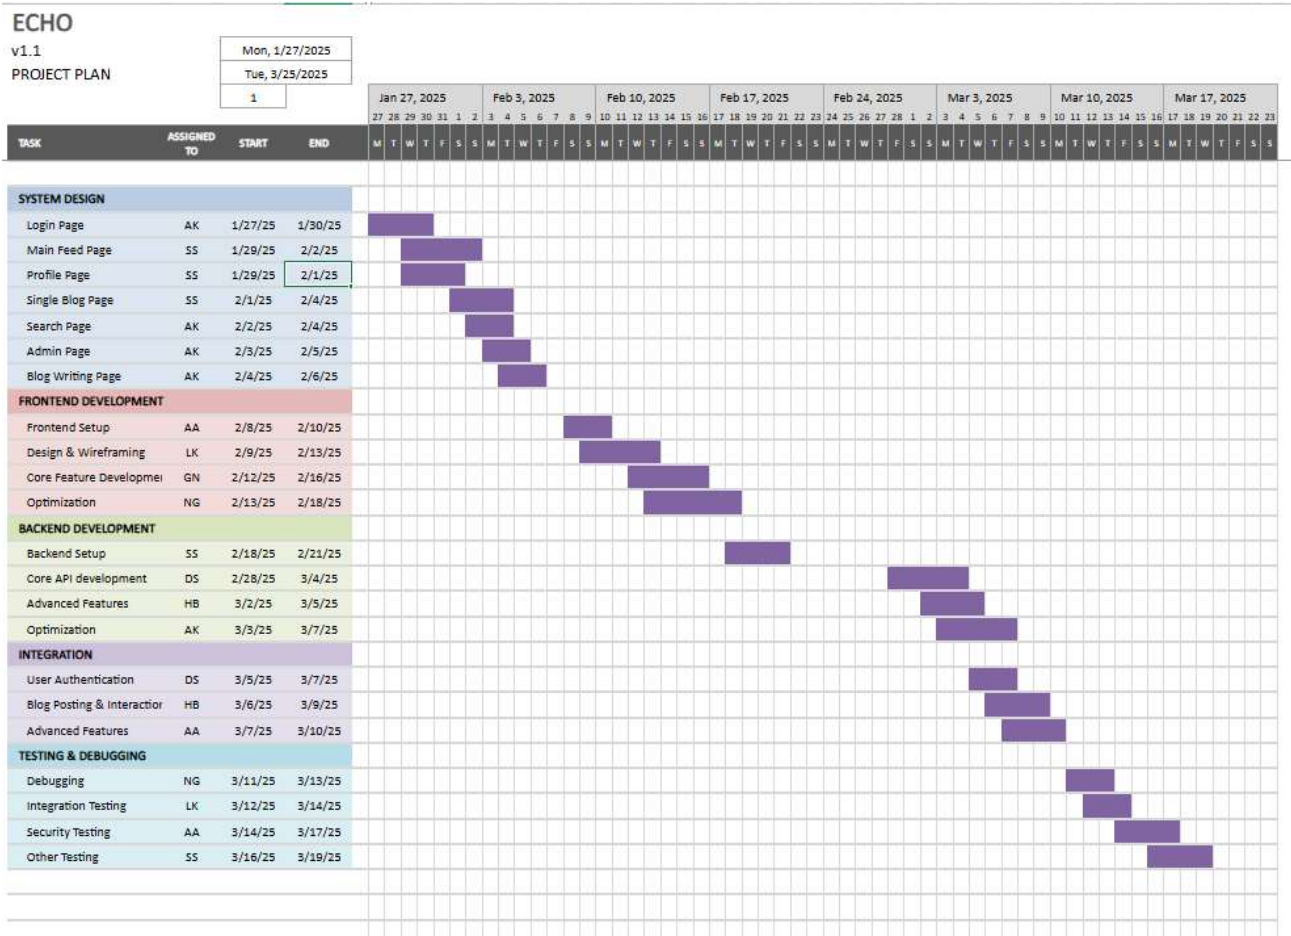 ECHO
v1.1
Mon, 1/27/2025
PROJECT PLAN
Tue, 3/25/2025
1
Jan 27, 2025 Feb 3, 2025 Feb 10, 2025 Feb 17, 2025 Feb 24, 2025 Mar 3, 2025 Mar 10, 2025 Mar 17, 2025
27 28 29 30 31 1 2 3 4 5 6 7 8 9 10 11 12 13 14 15 16 17 18 19 20 21 22 23 24 25 26 27 28 1 2 3 4 5 6 7 8 9 10 11 12 13 14 15 16 17 18 19 20 21 22 23
TASK ASSIGNED TO START END M T W T F S S M T W T F S S M T W T F S S M T W T F S S M T W T F S S M T W T F S S M T W T F S S M T W T F S S
SYSTEM DESIGN
Login Page AK 1/27/25 1/30/25
Main Feed Page SS 1/29/25 2/2/25
Profile Page SS 1/29/25 2/1/25
Single Blog Page SS 2/1/25 2/4/25
Search Page AK 2/2/25 2/4/25
Admin Page AK 2/3/25 2/5/25
Blog Writing Page AK 2/4/25 2/6/25
FRONTEND DEVELOPMENT
Frontend Setup AA 2/8/25 2/10/25
Design & Wireframing LK 2/9/25 2/13/25
Core Feature Developme GN 2/12/25 2/16/25
Optimization NG 2/13/25 2/18/25
BACKEND DEVELOPMENT
Backend Setup SS 2/18/25 2/21/25
Core API development DS 2/28/25 3/4/25
Advanced Features HB 3/2/25 3/5/25
Optimization AK 3/3/25 3/7/25
INTEGRATION
User Authentication DS 3/5/25 3/7/25
Blog Posting & Interaction HB 3/6/25 3/9/25
Advanced Features AA 3/7/25 3/10/25
TESTING & DEBUGGING
Debugging NG 3/11/25 3/13/25
Integration Testing LK 3/12/25 3/14/25
Security Testing AA 3/14/25 3/17/25
Other Testing SS 3/16/25 3/19/25